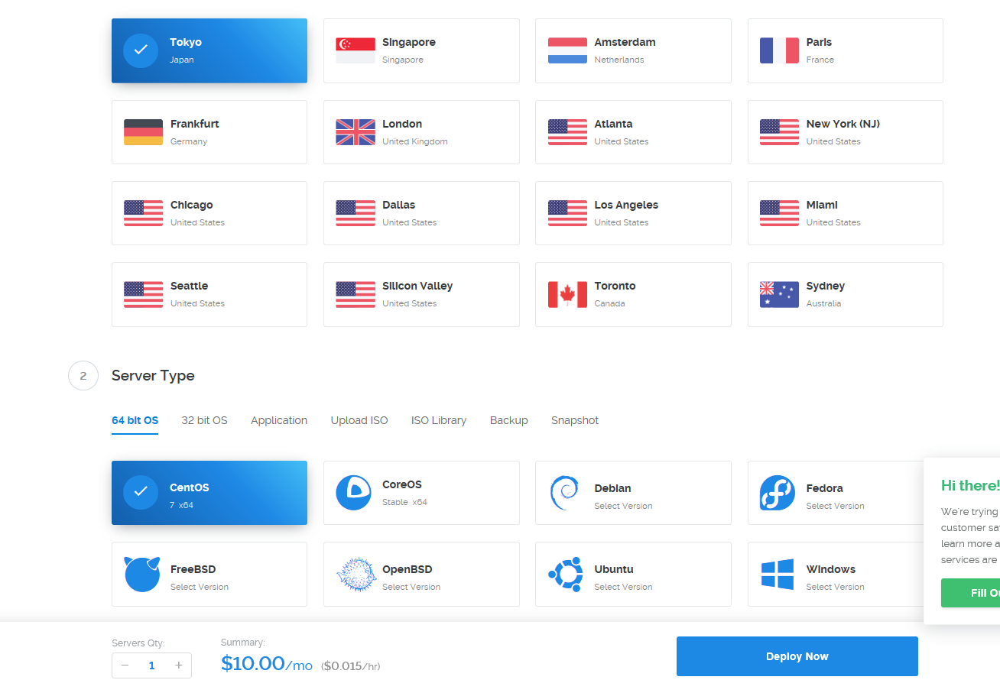 Tokyo
Japan
Singapore
Singapore
Amsterdam
Netherlands
Paris
France
Frankfurt
Germany
London
United Kingdom
Atlanta
United States
New York (NJ)
United States
Chicago
United States
Dallas
United States
Los Angeles
United States
Miami
United States
Seattle
United States
Silicon Valley
United States
Toronto
Canada
Sydney
Australia
2 Server Type
64 bit OS 32 bit OS Application Upload ISO ISO Library Backup Snapshot
CentOS
7 x64
CoreOS
Stable x64
Debian
Select Version
Fedora
Select Version
FreeBSD
Select Version
OpenBSD
Select Version
Ubuntu
Select Version
Windows
Select Version
Hi there!
We're trying
customer sa
learn more a
services are
Fill O
Servers Qty:
− 1 +
Summary:
$10.00/mo ($0.015/hr)
Deploy Now